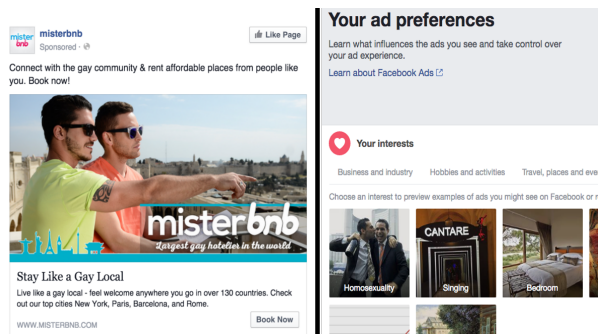 mister
bnb
misterbnb
Sponsored ·
Like Page
Connect with the gay community & rent affordable places from people like
you. Book now!
misterbnb
Largest gay hotelier in the world
Stay Like a Gay Local
Live like a gay local - feel welcome anywhere you go in over 130 countries. Check
out our top cities New York, Paris, Barcelona, and Rome.
WWW.MISTERBNB.COM
Book Now
Your ad preferences
Learn what influences the ads you see and take control over
your ad experience.
Learn about Facebook Ads
Your interests
Business and industry Hobbies and activities Travel, places and eve
Choose an interest to preview examples of ads you might see on Facebook or
Homosexuality
CANTARE
Singing
Bedroom